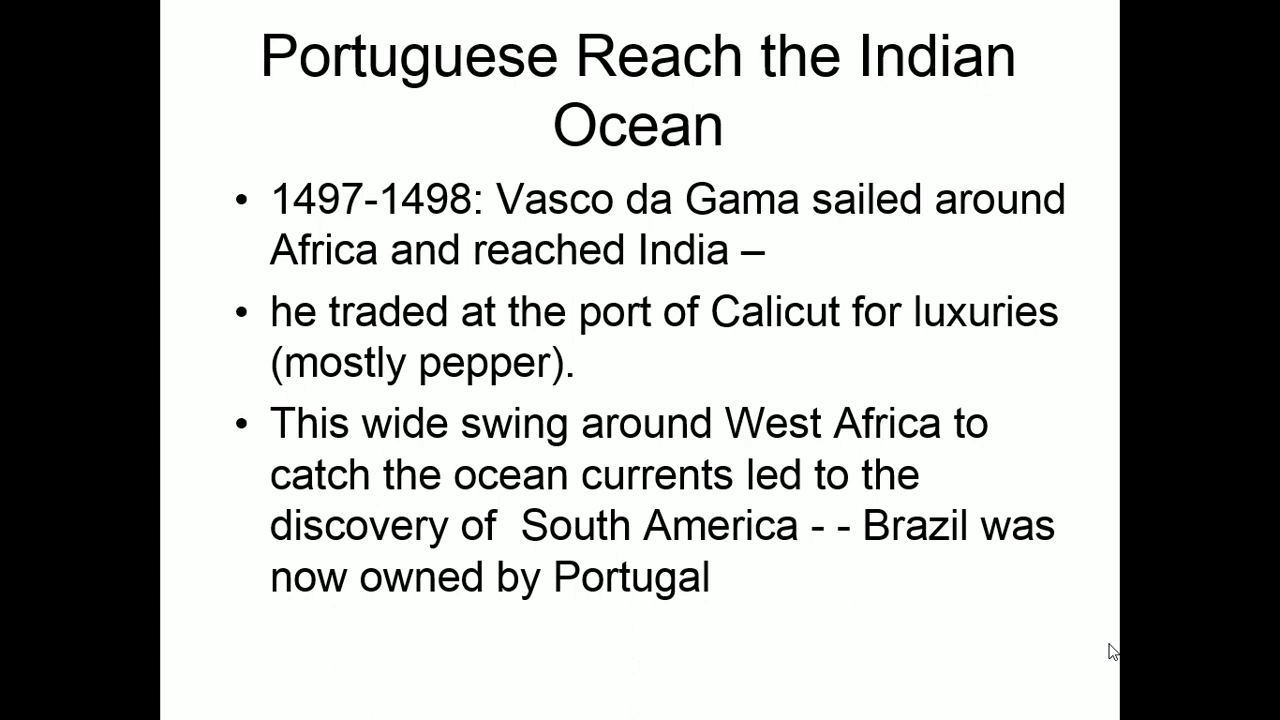 Portuguese Reach the Indian
Ocean
• 1497-1498: Vasco da Gama sailed around
Africa and reached India –
• he traded at the port of Calicut for luxuries
(mostly pepper).
• This wide swing around West Africa to
catch the ocean currents led to the
discovery of  South America - - Brazil was
now owned by Portugal